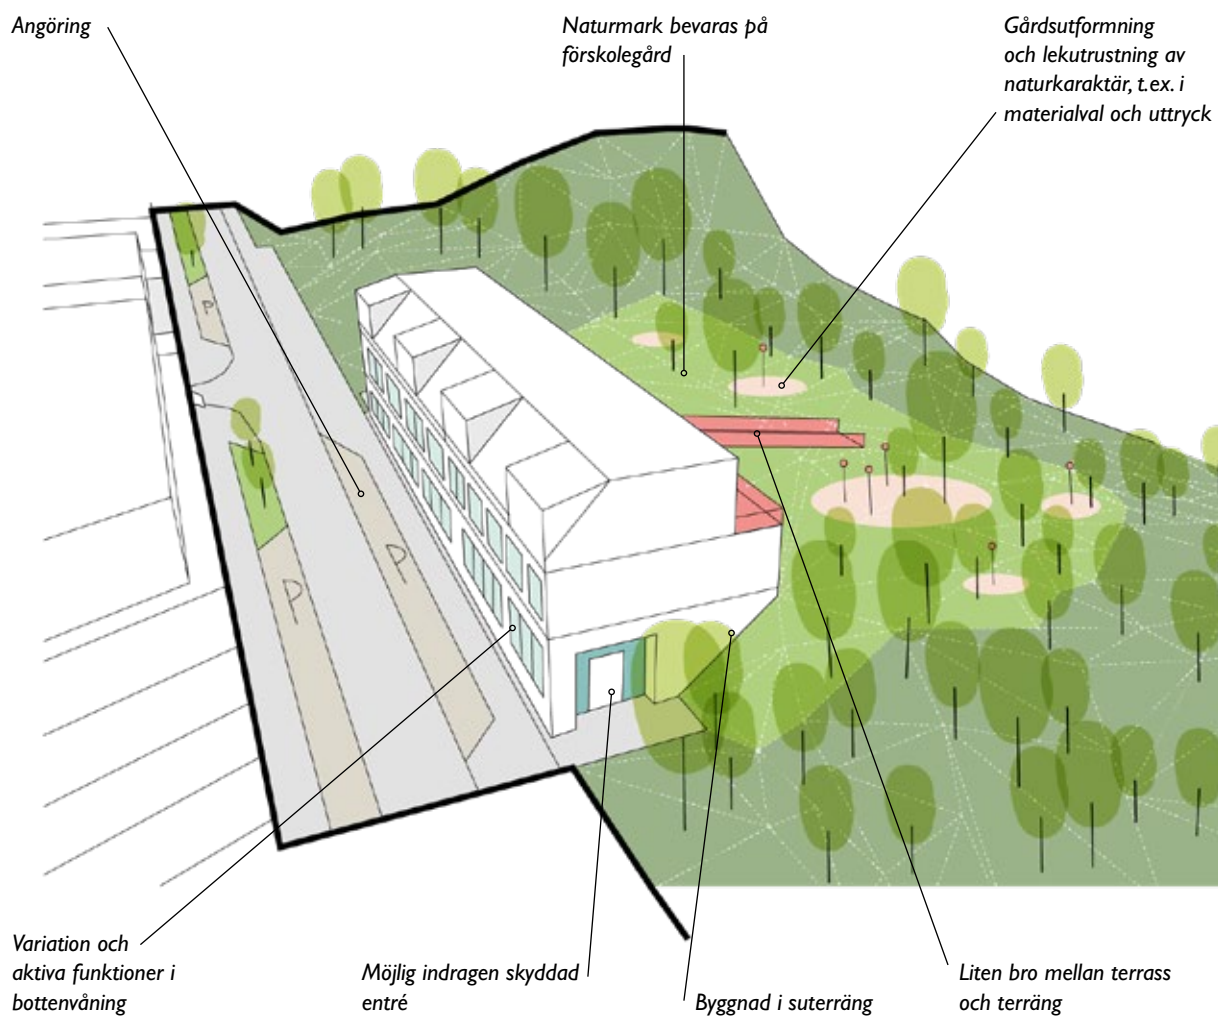 Angöring
Naturmark bevaras på
förskolegård
Gårdsutformning
och lekutrustning av
naturkaraktär, t.ex. i
materialval och uttryck
P
P
P
Variation och
aktiva funktioner i
bottenvåning
Möjlig indragen skyddad
entré
Byggnad i suterräng
Liten bro mellan terrass
och terräng